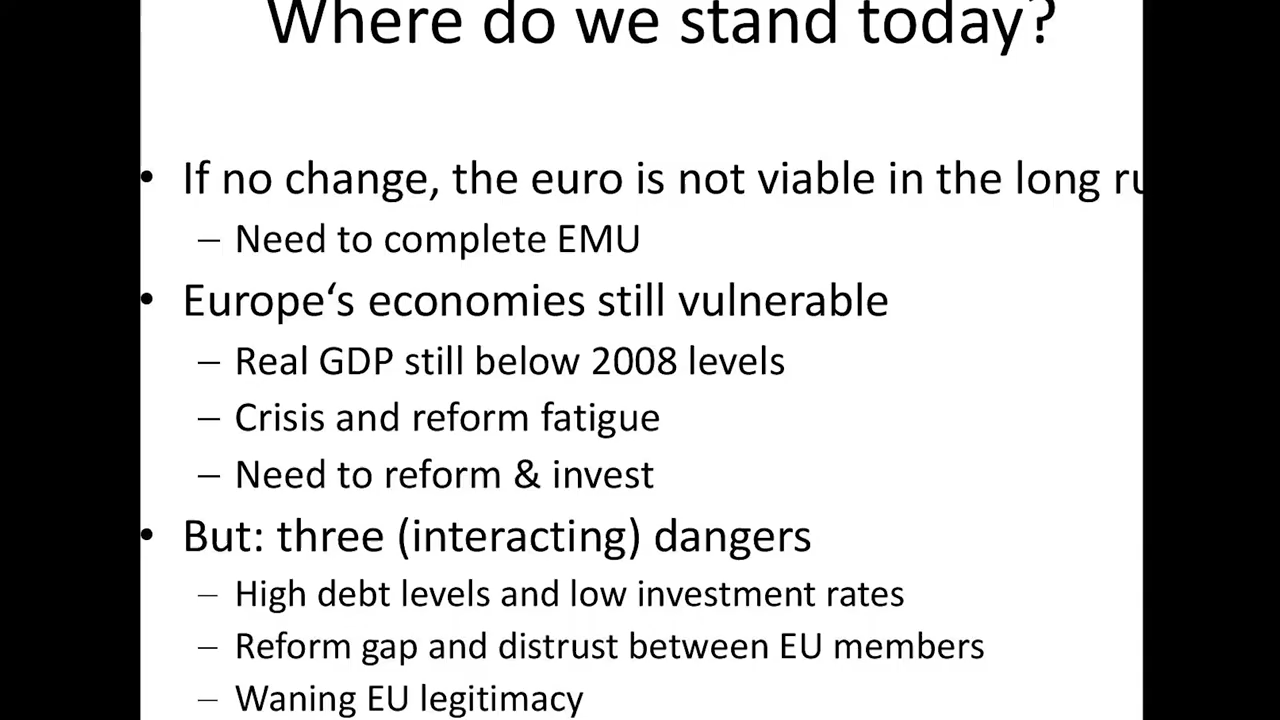 Where do we stand today?
• If no change, the euro is not viable in the long
– Need to complete EMU
• Europe‘s economies still vulnerable
– Real GDP still below 2008 levels
– Crisis and reform fatigue
– Need to reform & invest
• But: three (interacting) dangers
– High debt levels and low investment rates
– Reform gap and distrust between EU members
– Waning EU legitimacy